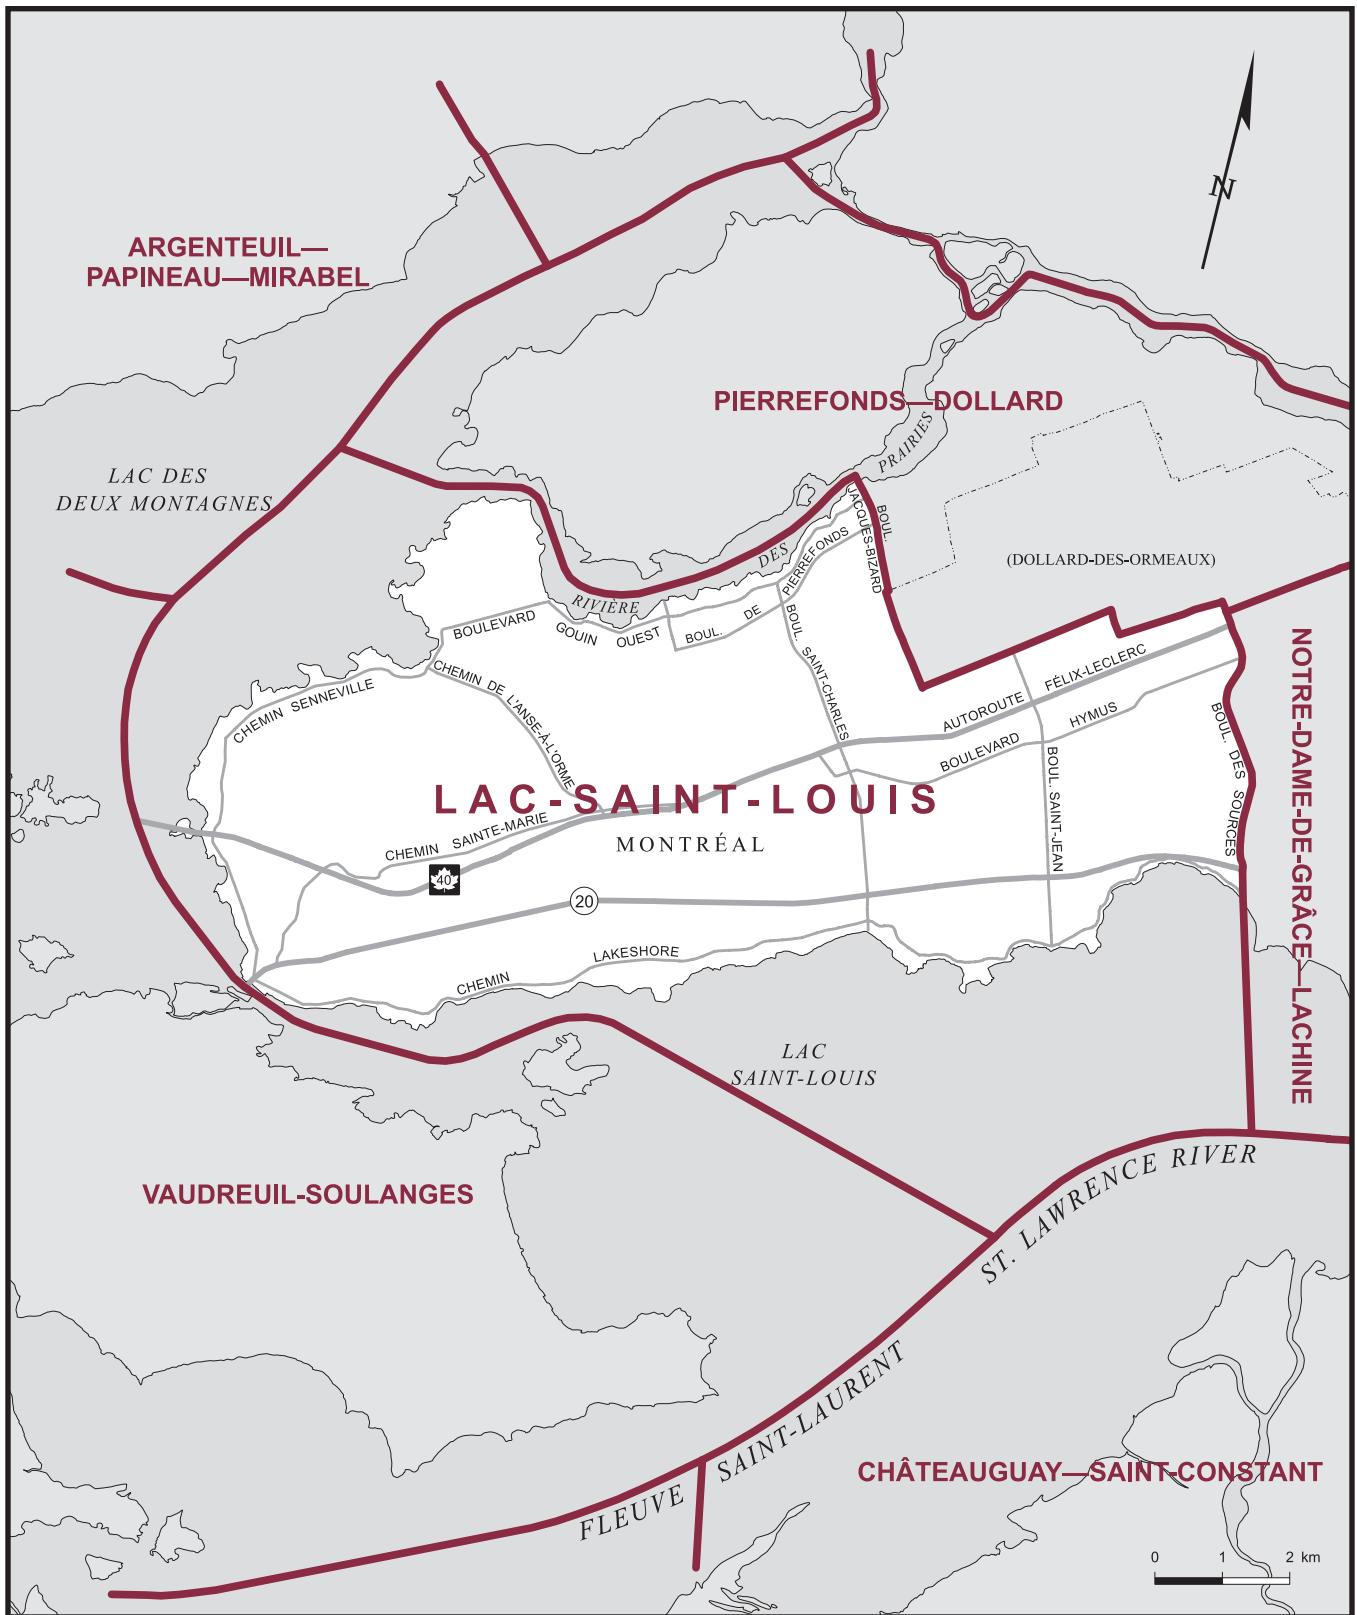 N
ARGENTEUIL—
PAPINEAU—MIRABEL
PIERREFONDS—DOLLARD
LAC DES
DEUX MONTAGNES
RIVIÈRE DES PRAIRIES
(DOLLARD-DES-ORMEAUX)
BOUL.
JACQUES-BIZARD
BOULEVARD GOUIN OUEST
BOUL. DE PIERREFONDS
BOUL. SAINT-CHARLES
CHEMIN SENNEVILLE
CHEMIN DE L'ANSE-À-L'ORME
AUTOROUTE FÉLIX-LECLERC
BOULEVARD HYMUS
BOUL. DES SOURCES
BOUL. SAINT-JEAN
NOTRE-DAME-DE-GRÂCE—LACHINE
LAC-SAINT-LOUIS
MONTRÉAL
CHEMIN SAINTE-MARIE
40
20
CHEMIN LAKESHORE
LAC
SAINT-LOUIS
VAUDREUIL-SOULANGES
ST. LAWRENCE RIVER
FLEUVE SAINT-LAURENT
CHÂTEAUGUAY—SAINT-CONSTANT
0 1 2 km